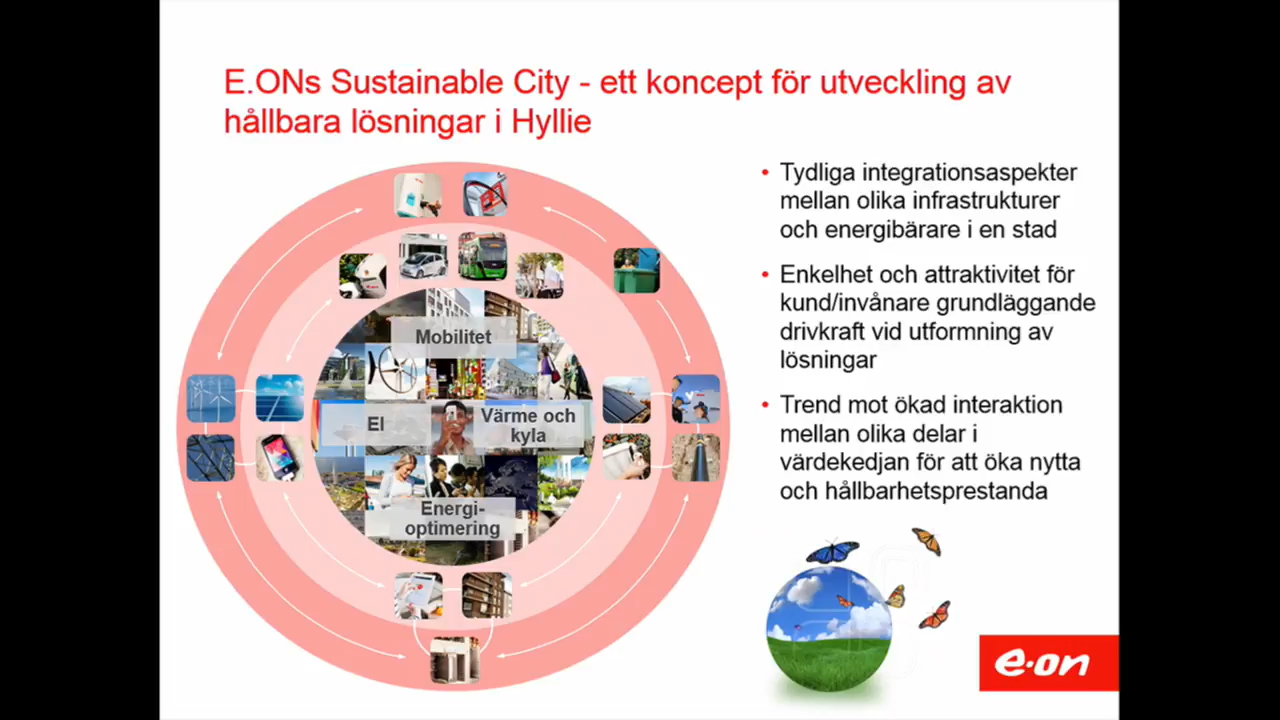 E.ONs Sustainable City - ett koncept för utveckling av
hållbara lösningar i Hyllie
Mobilitet
El
Värme och
kyla
Energi-
optimering
• Tydliga integrationsaspekter
mellan olika infrastrukturer
och energibärare i en stad
• Enkelhet och attraktivitet för
kund/invånare grundläggande
drivkraft vid utformning av
lösningar
• Trend mot ökad interaktion
mellan olika delar i
värdekedjan för att öka nytta
och hållbarhetsprestanda
e·on